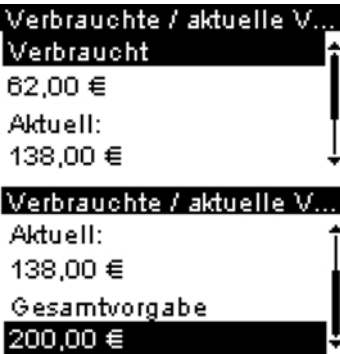 Verbrauchte / aktuelle V...
Verbraucht
62,00 €
Aktuell:
138,00 €
Verbrauchte / aktuelle V...
Aktuell:
138,00 €
Gesamtvorgabe
200,00 €